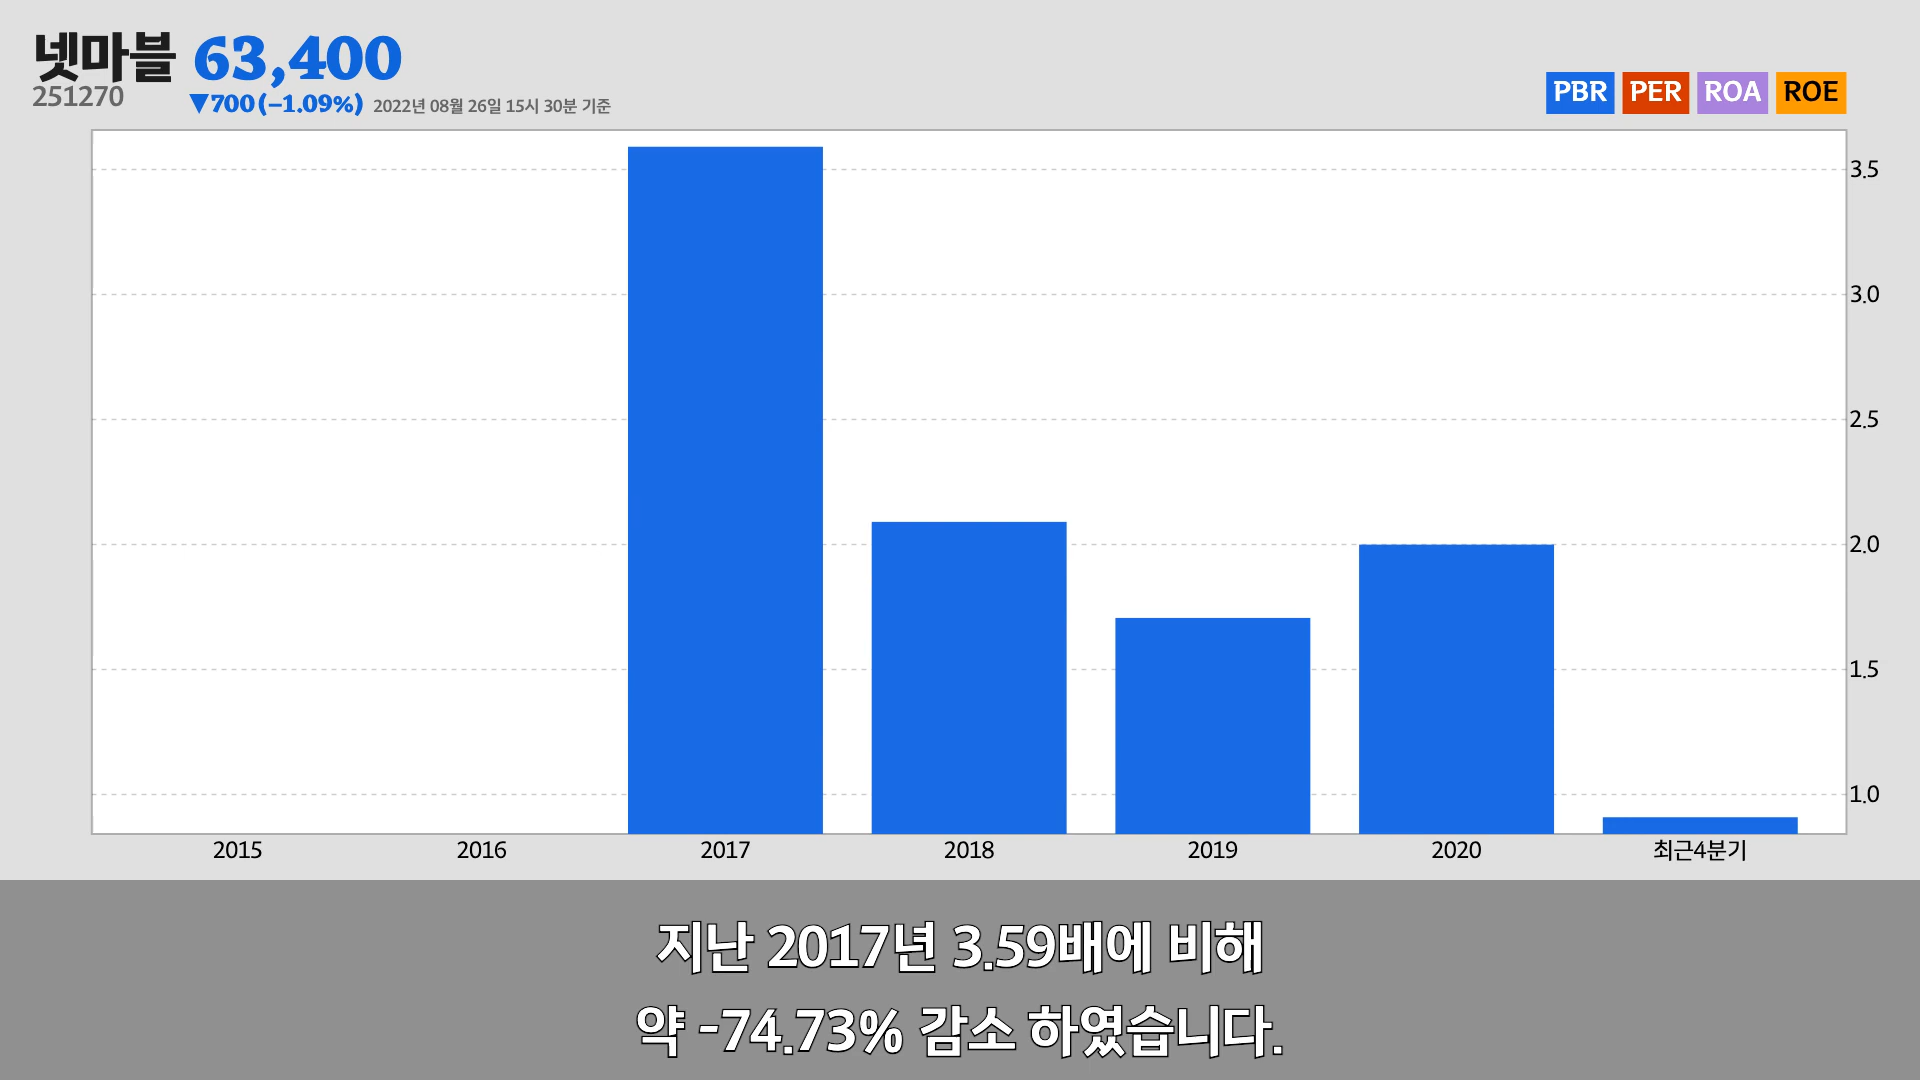 넷마블 63,400
251270 ▼700(−1.09%) 2022년 08월 26일 15시 30분 기준
PBR PER ROA ROE
3.5
3.0
2.5
2.0
1.5
1.0
2015 2016 2017 2018 2019 2020 최근4분기
지난 2017년 3.59배에 비해
약 -74.73% 감소 하였습니다.